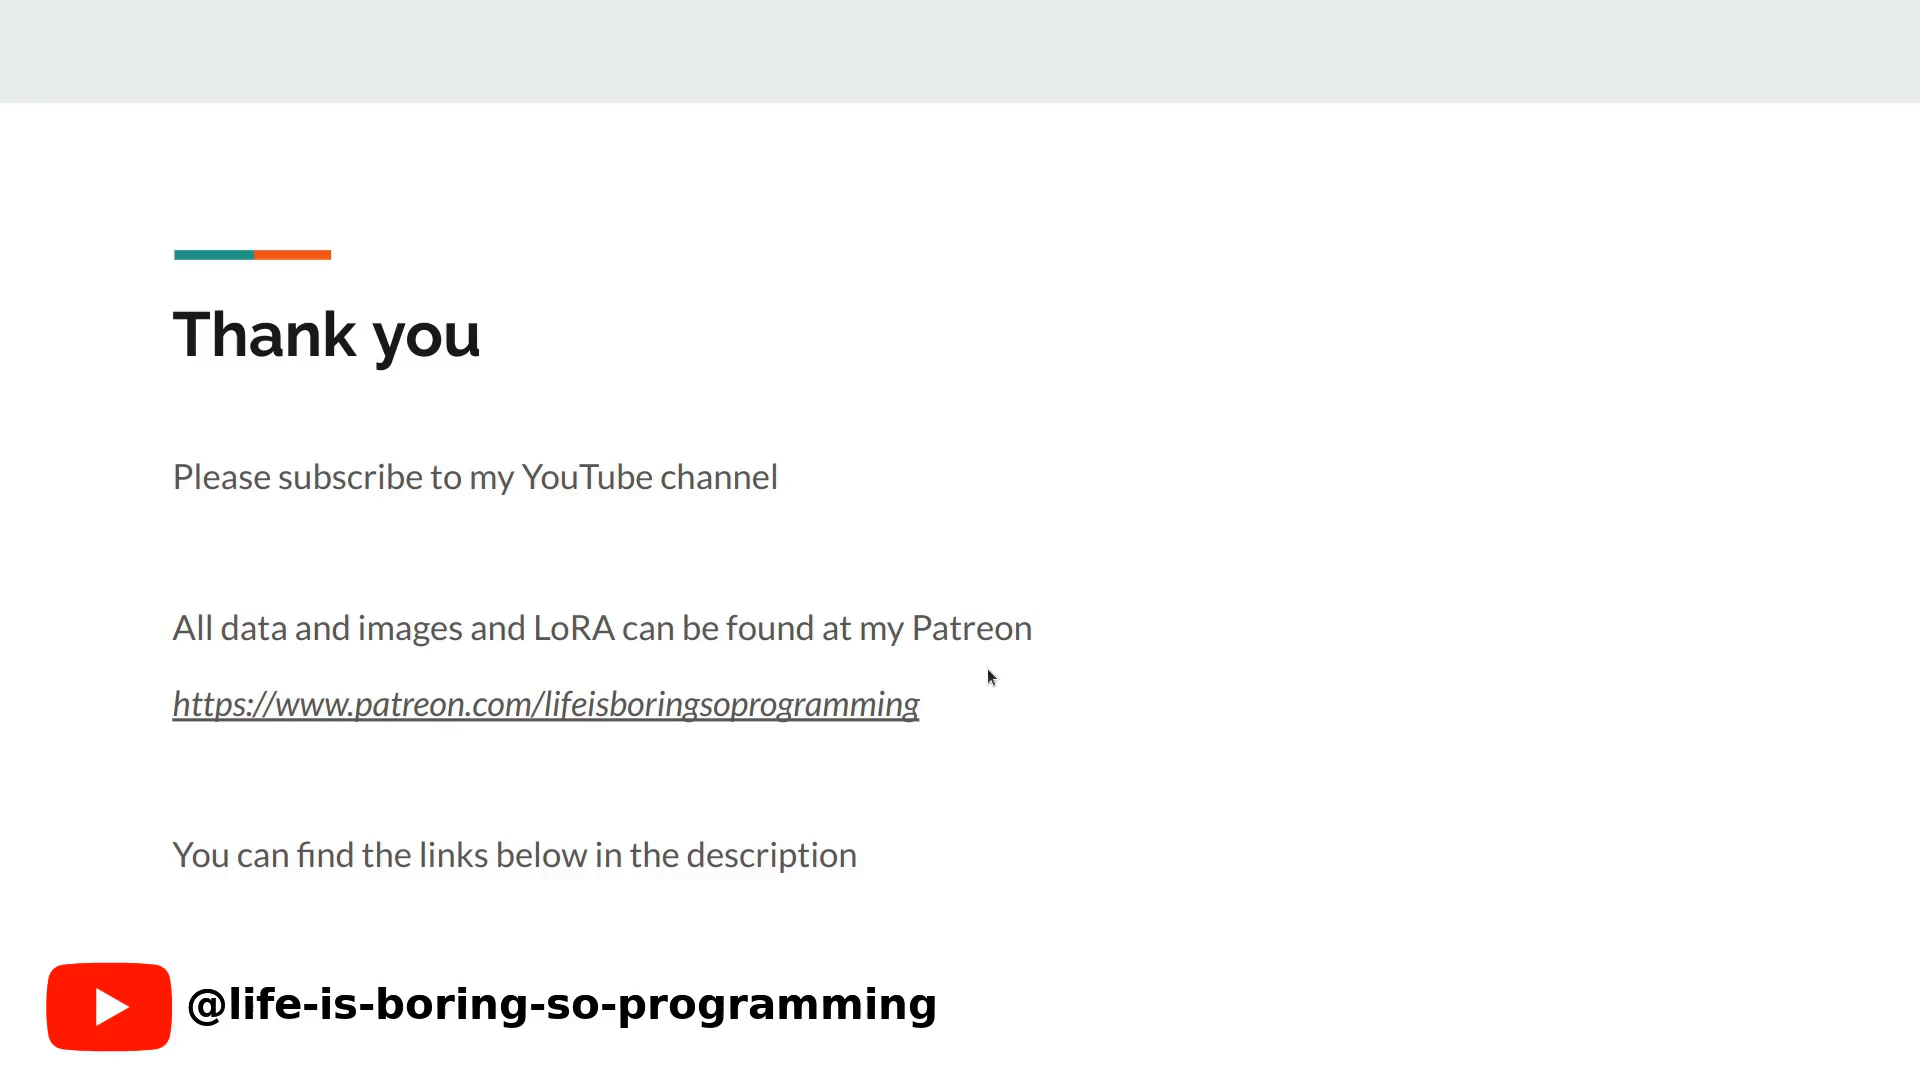 Thank you
Please subscribe to my YouTube channel
All data and images and LoRA can be found at my Patreon
https://www.patreon.com/lifeisboringsoprogramming
You can find the links below in the description
@life-is-boring-so-programming